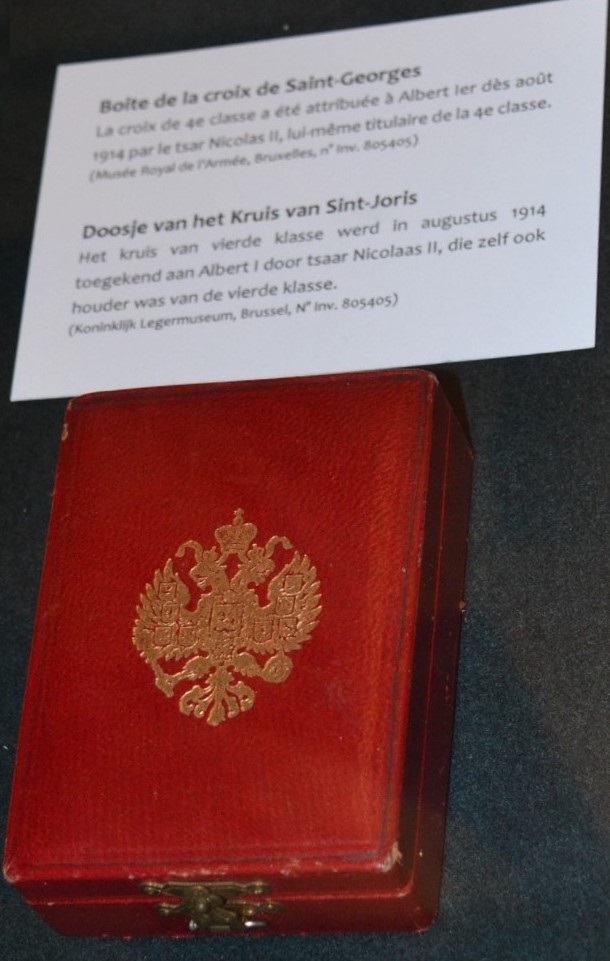 Boîte de la croix de Saint-Georges
La croix de 4e classe a été attribuée à Albert Ier dès août
1914 par le tsar Nicolas II, lui-même titulaire de la 4e classe.
(Musée Royal de l'Armée, Bruxelles, n° Inv. 805405)
Doosje van het Kruis van Sint-Joris
Het kruis van vierde klasse werd in augustus 1914
toegekend aan Albert I door tsaar Nicolaas II, die zelf ook
houder was van de vierde klasse.
(Koninklijk Legermuseum, Brussel, N° Inv. 805405)